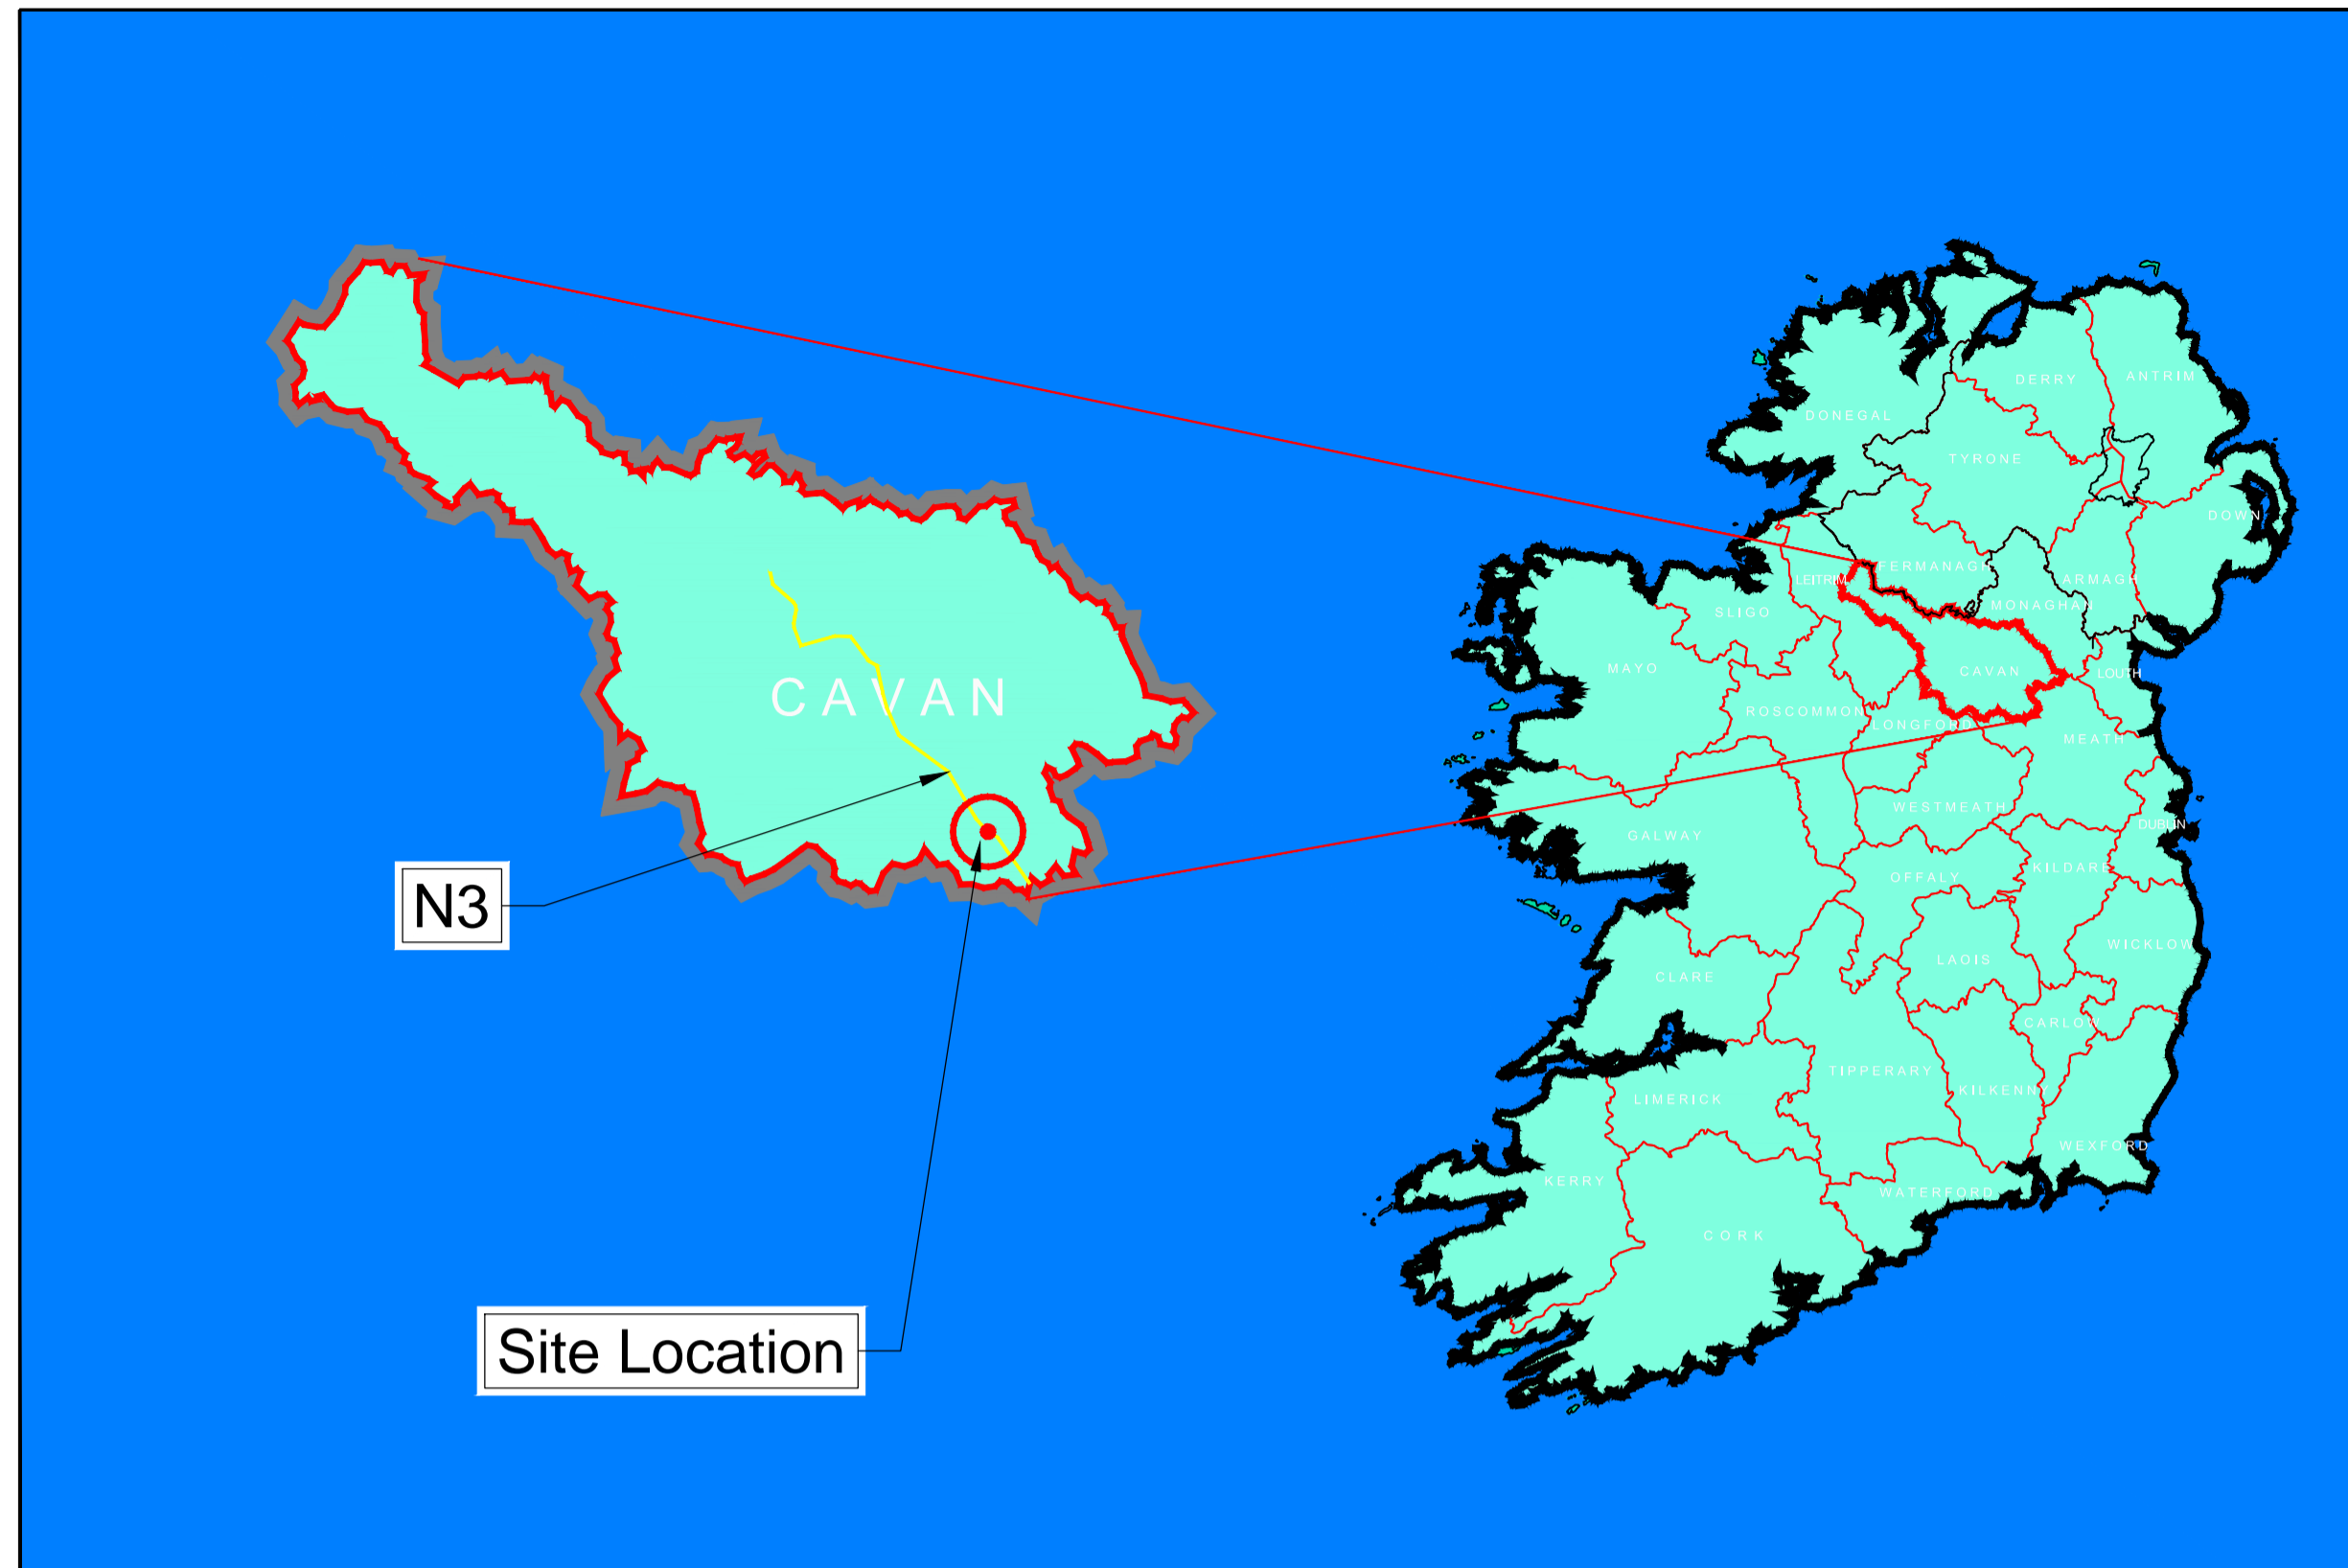 CAVAN
N3
Site Location
DERRY
ANTRIM
DONEGAL
TYRONE
DOWN
FERMANAGH
LEITRIM
ARMAGH
MONAGHAN
SLIGO
MAYO
CAVAN
LOUTH
ROSCOMMON
LONGFORD
MEATH
WESTMEATH
DUBLIN
GALWAY
KILDARE
OFFALY
WICKLOW
LAOIS
CLARE
CARLOW
TIPPERARY
KILKENNY
LIMERICK
WEXFORD
KERRY
WATERFORD
CORK